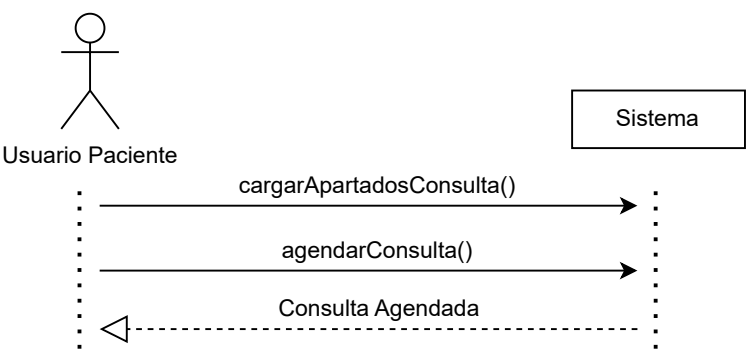 Sistema
Usuario Paciente
cargarApartadosConsulta()
agendarConsulta()
Consulta Agendada